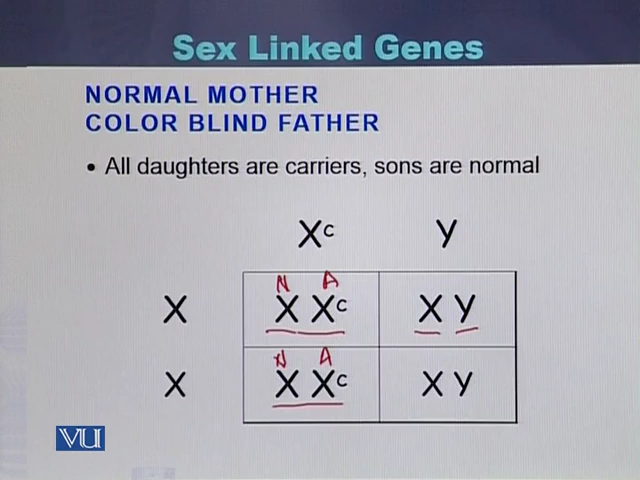 Sex Linked Genes
NORMAL MOTHER
COLOR BLIND FATHER
• All daughters are carriers, sons are normal
Xc Y
N A
X X Xc X Y
N A
X X Xc X Y
VU